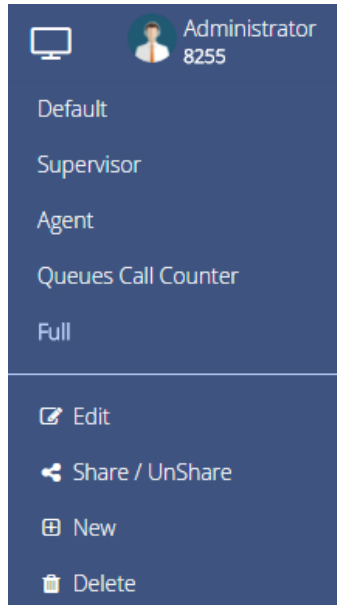 Administrator
8255
Default
Supervisor
Agent
Queues Call Counter
Full
Edit
Share / UnShare
New
Delete